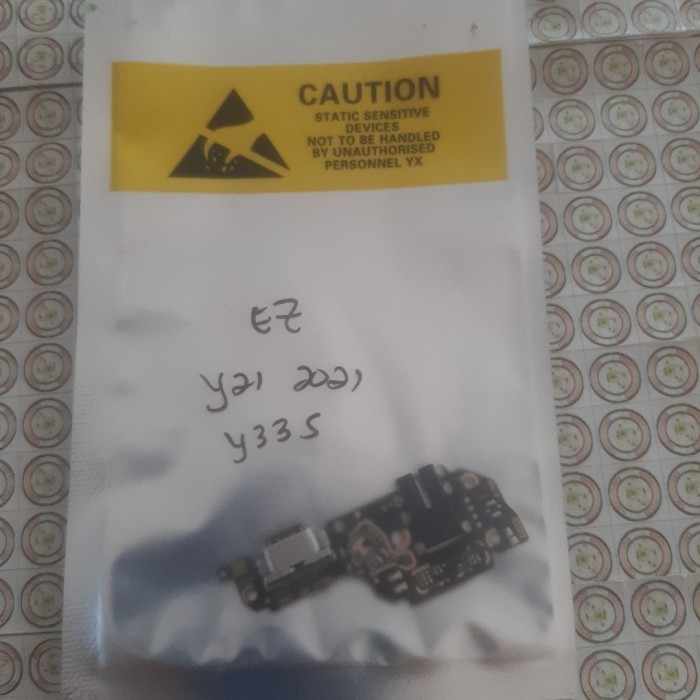 CAUTION
STATIC SENSITIVE
DEVICES
NOT TO BE HANDLED
BY UNAUTHORISED
PERSONNEL YX
EZ
y21 2021
y33s